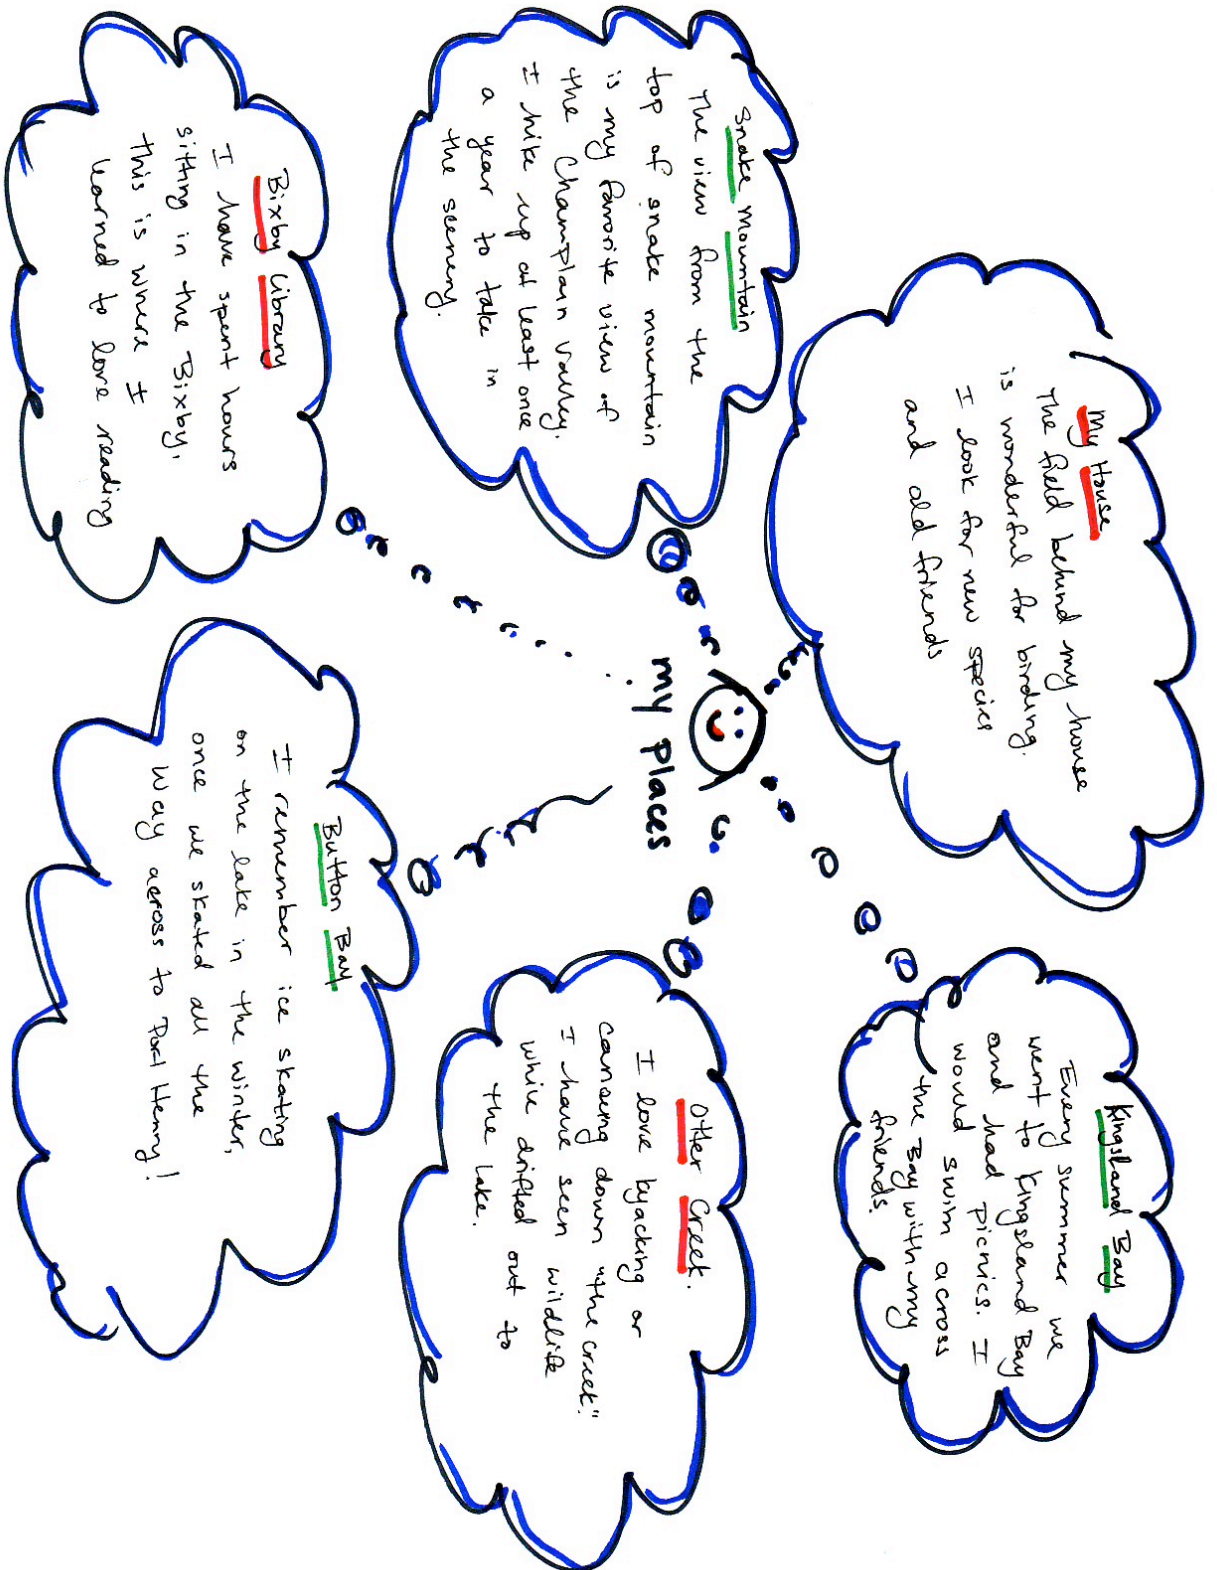 My House
The field behind my house
is wonderful for birding.
I look for new species
and old friends
Snake Mountain
The view from the
top of snake mountain
is my favorite view of
the Champlain Valley.
I hike up at least once
a year to take in
the scenery.
Kingsland Bay
Every summer we
went to Kingsland Bay
and had picnics. I
would swim across
the Bay with my
friends.
my places
Bixby Library
I have spent hours
sitting in the Bixby,
this is where I
learned to love reading
Button Bay
I remember ice skating
on the lake in the winter,
once we skated all the
way across to Port Henry!
Otter Creek.
I love kyacking or
canoeing down "the creek".
I have seen wildlife
while drifted out to
the lake.